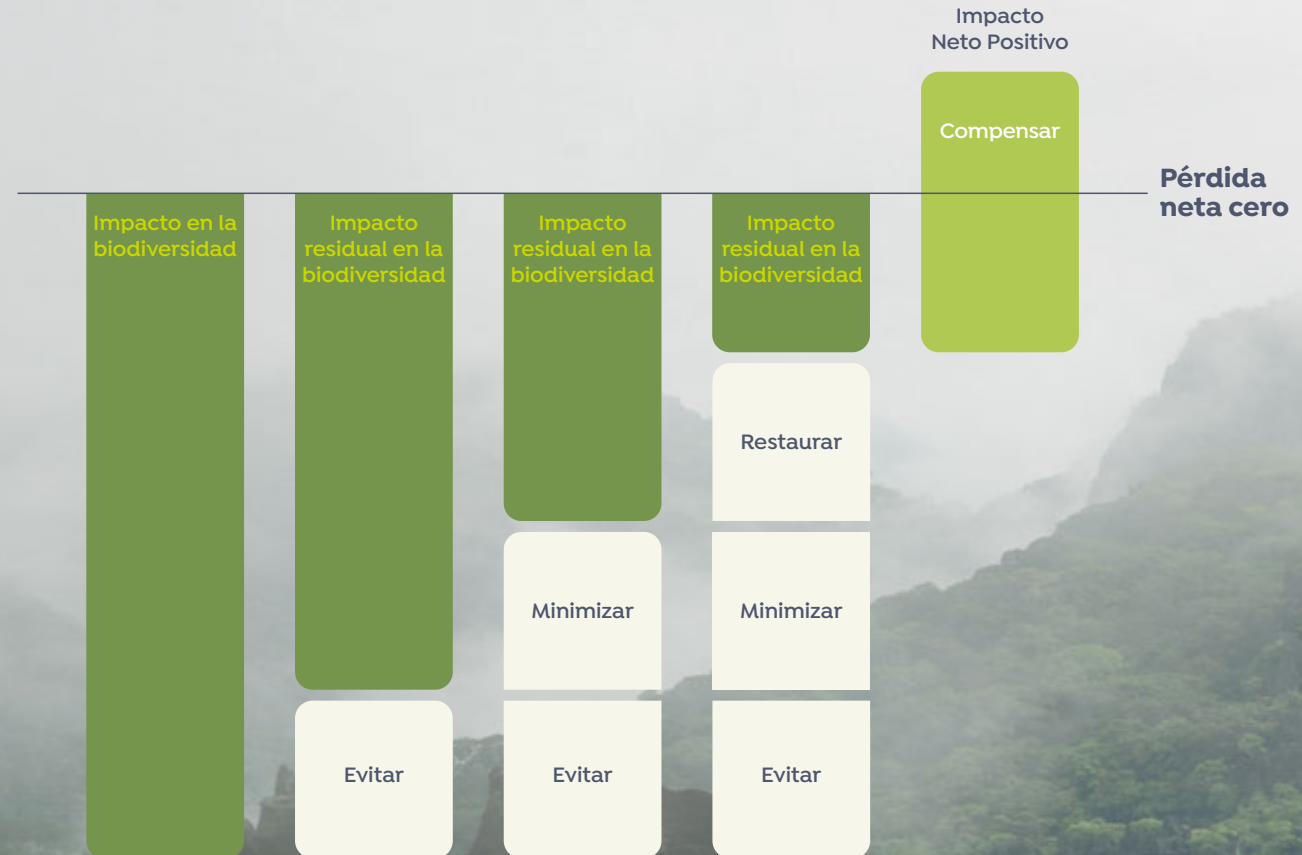 Impacto
Neto Positivo
Compensar
Pérdida
neta cero
Impacto en la
biodiversidad
Impacto
residual en la
biodiversidad
Impacto
residual en la
biodiversidad
Impacto
residual en la
biodiversidad
Restaurar
Minimizar
Minimizar
Evitar
Evitar
Evitar